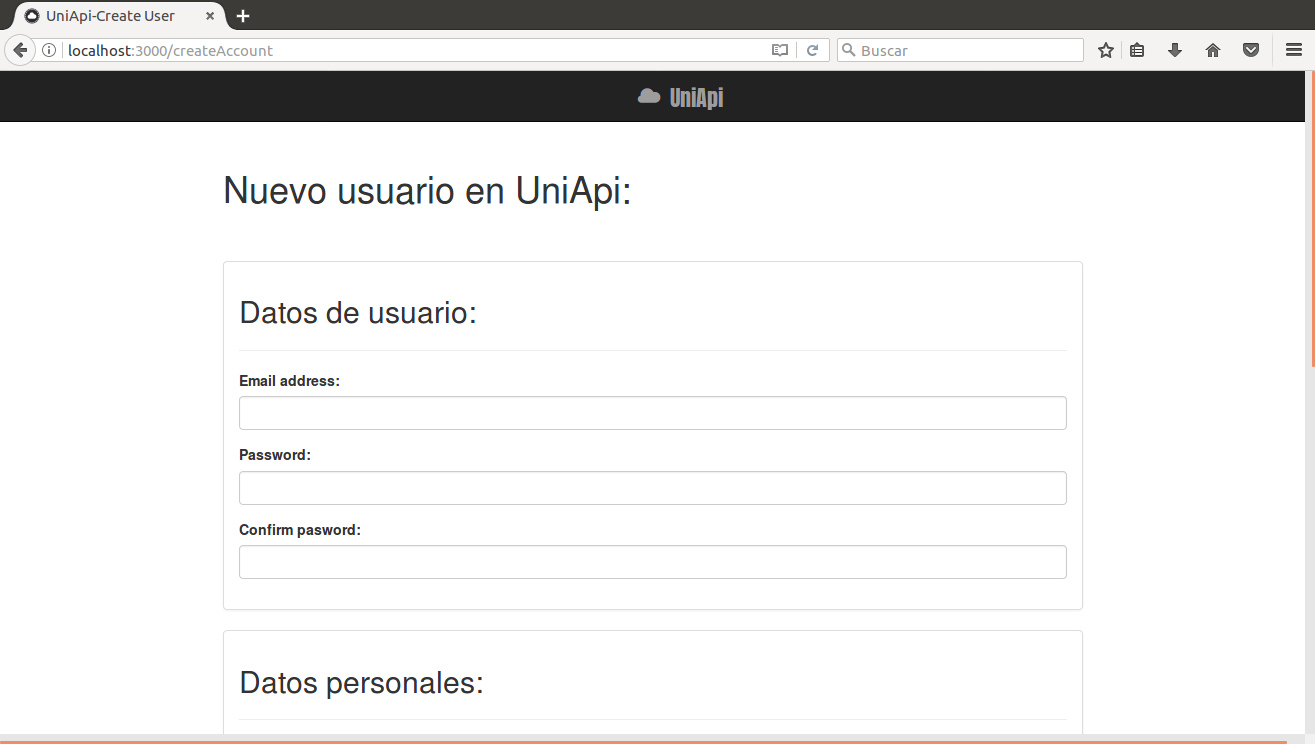 UniApi-Create User
localhost:3000/createAccount
Buscar
UniApi
Nuevo usuario en UniApi:
Datos de usuario:
Email address:
Password:
Confirm pasword:
Datos personales: